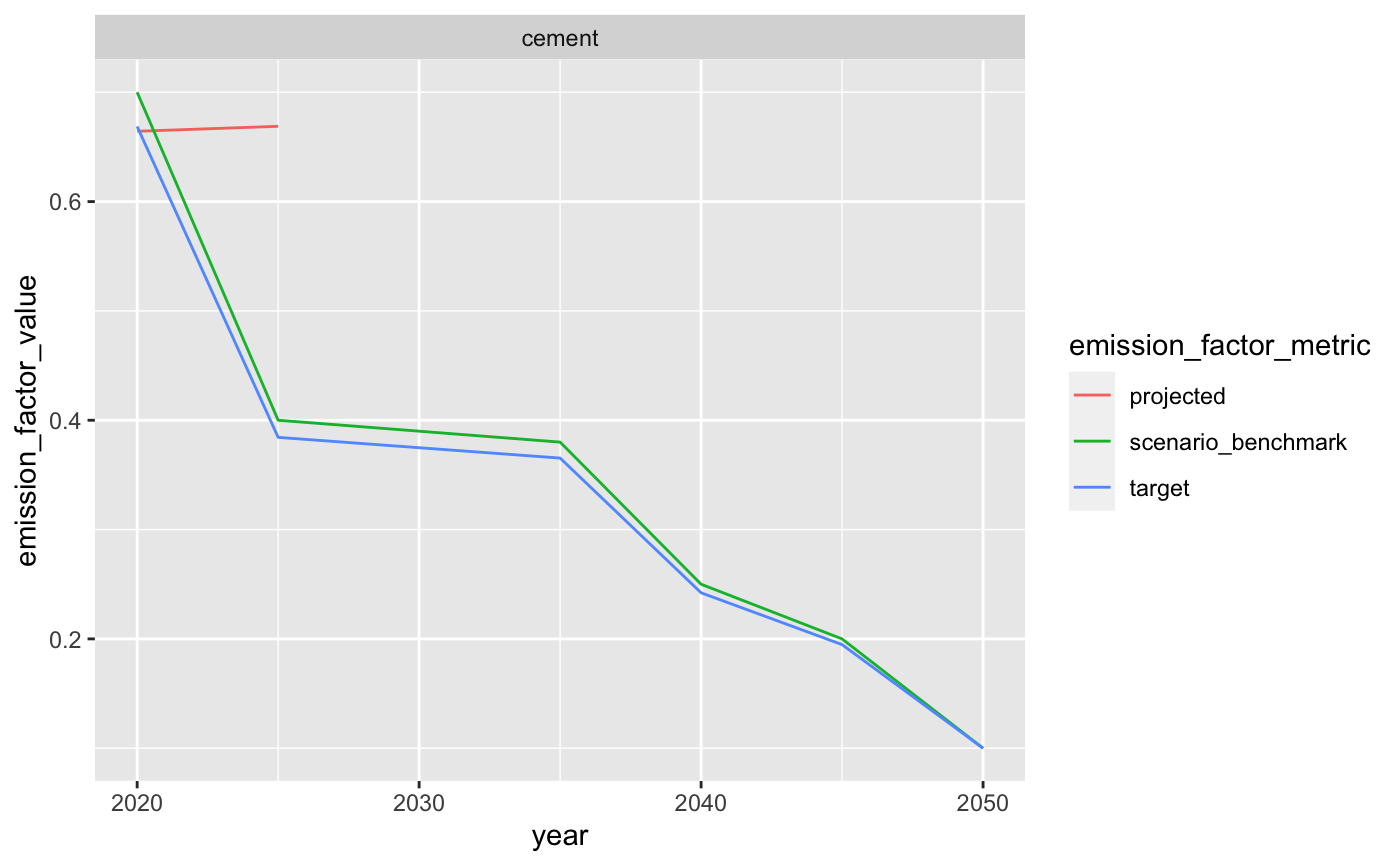 cement
emission_factor_value
0.6
0.4
0.2
2020
2030
2040
2050
year
emission_factor_metric
projected
scenario_benchmark
target